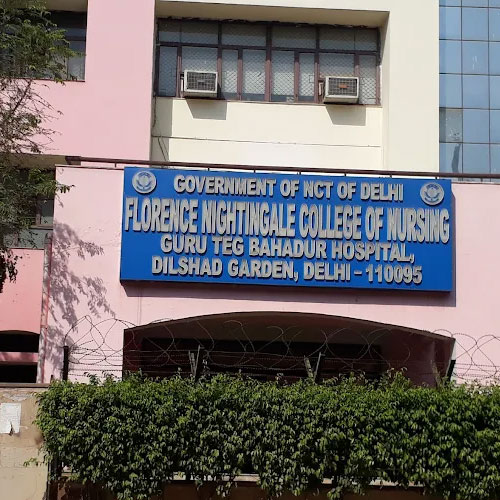 GOVERNMENT OF NCT OF DELHI
FLORENCE NIGHTINGALE COLLEGE OF NURSING
GURU TEG BAHADUR HOSPITAL,
DILSHAD GARDEN, DELHI - 110095